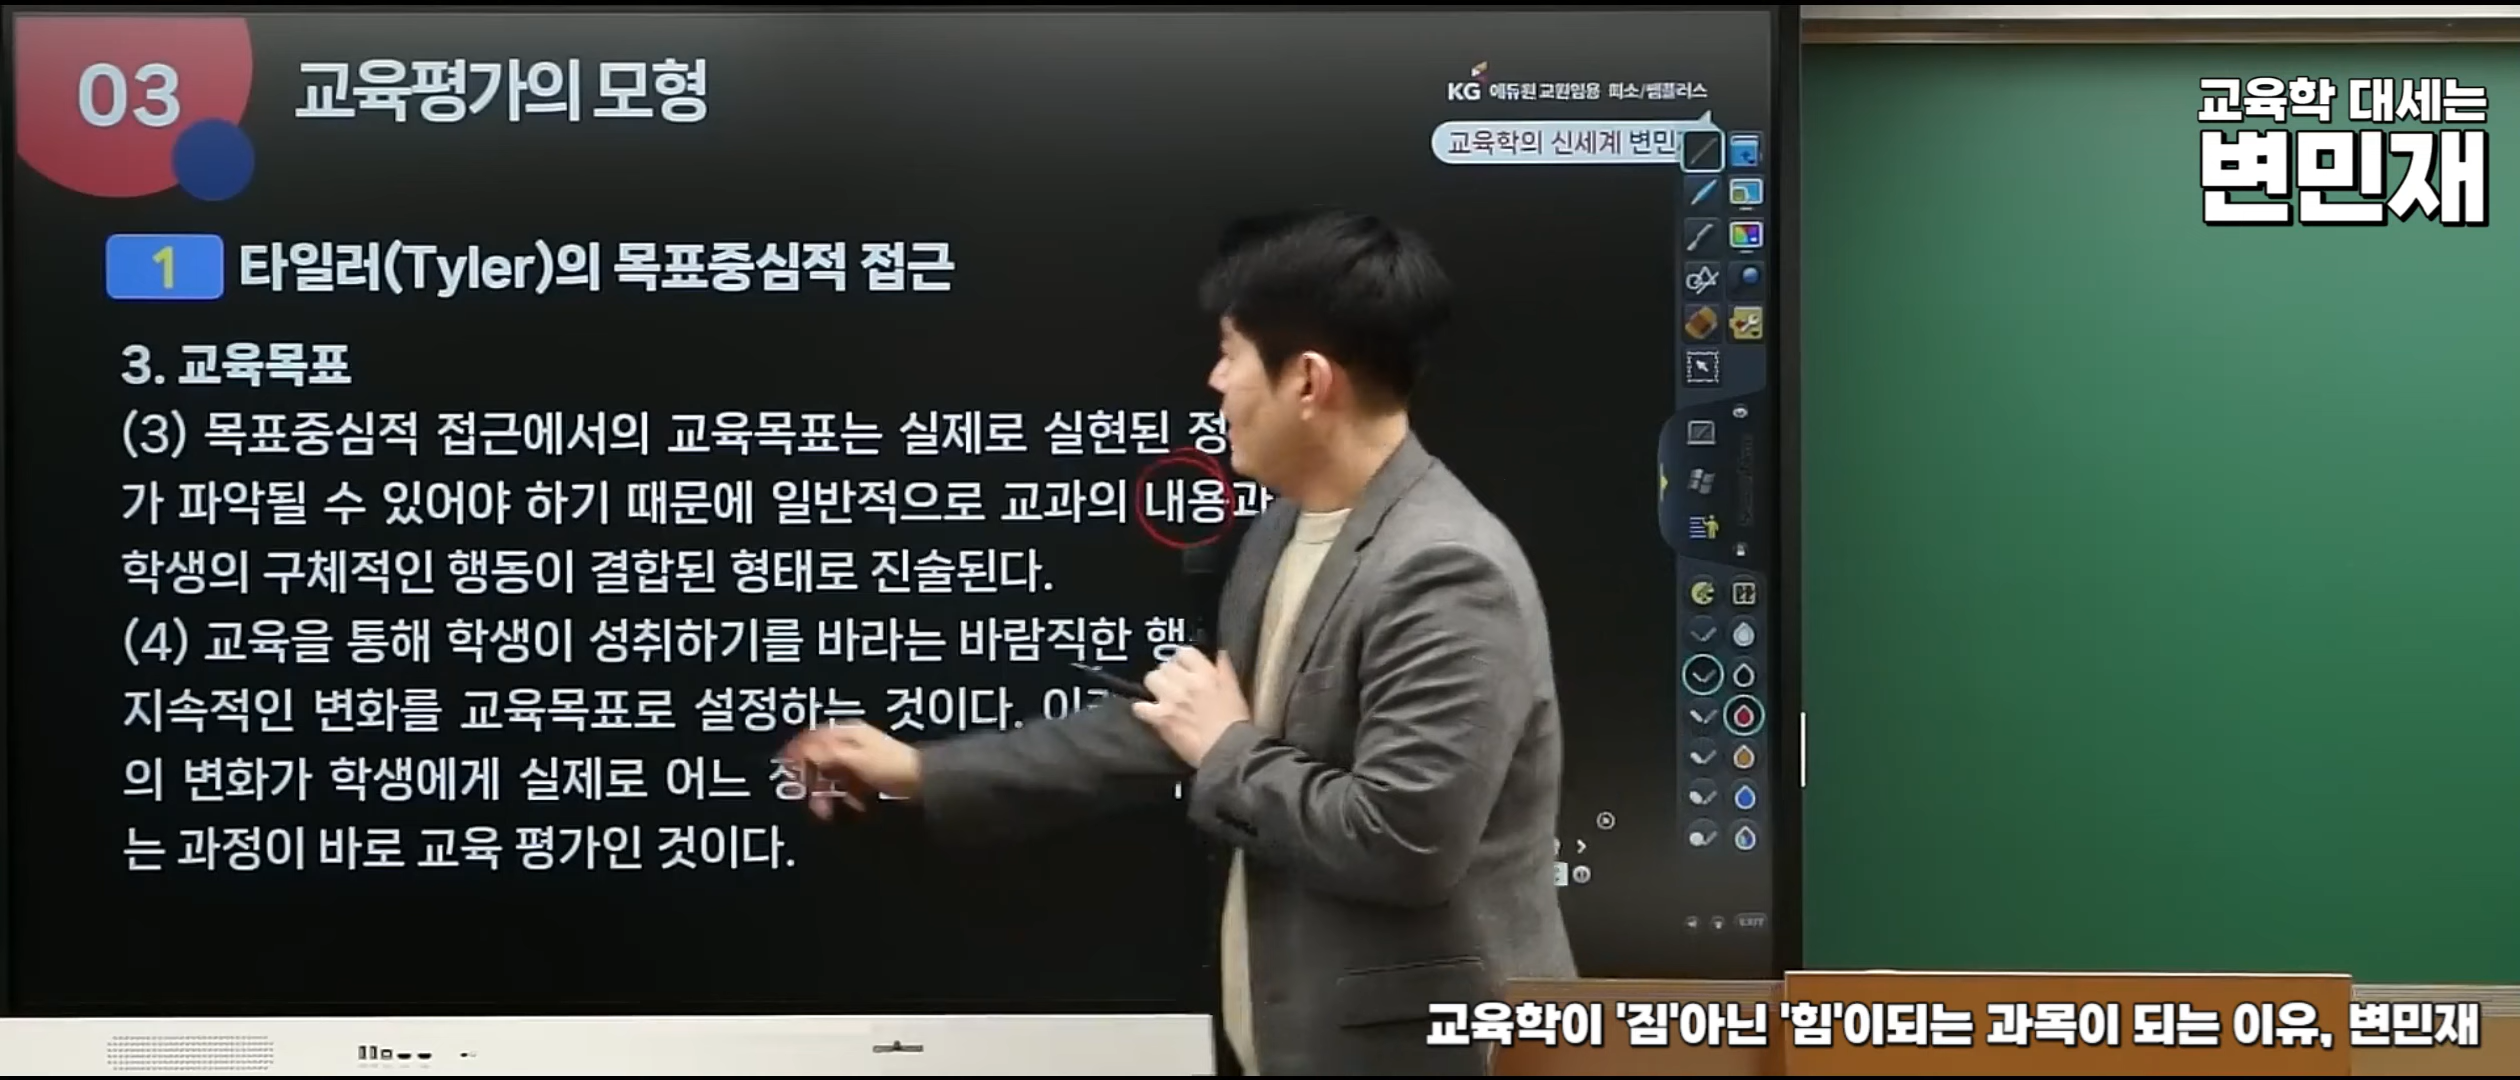 03
교육평가의 모형
KG 에듀원 교원임용 희소/쌤플러스
교육학의 신세계 변민
교육학 대세는
변민재
1 타일러(Tyler)의 목표중심적 접근
3. 교육목표
(3) 목표중심적 접근에서의 교육목표는 실제로 실현된 정
가 파악될 수 있어야 하기 때문에 일반적으로 교과의 내용과
학생의 구체적인 행동이 결합된 형태로 진술된다.
(4) 교육을 통해 학생이 성취하기를 바라는 바람직한 행
지속적인 변화를 교육목표로 설정하는 것이다.
의 변화가 학생에게 실제로 어느
는 과정이 바로 교육 평가인 것이다.
EXIT
교육학이 '짐'아닌 '힘'이되는 과목이 되는 이유, 변민재